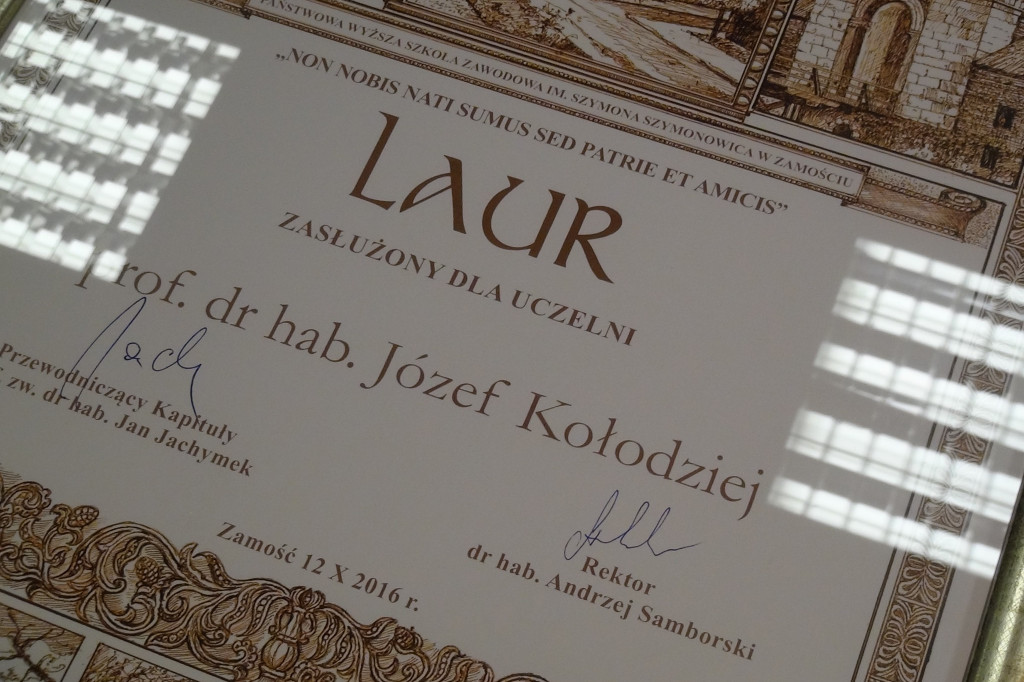 PAŃSTWOWA WYŻSZA SZKOŁA ZAWODOWA IM. SZYMONA SZYMONOWICA W ZAMOŚCIU
„NON NOBIS NATI SUMUS SED PATRIE ET AMICIS”
LAUR
ZASŁUŻONY DLA UCZELNI
Prof. dr hab. Józef Kołodziej
Przewodniczący Kapituły
zw. dr hab. Jan Jachymek
Rektor
dr hab. Andrzej Samborski
Zamość 12 X 2016 r.